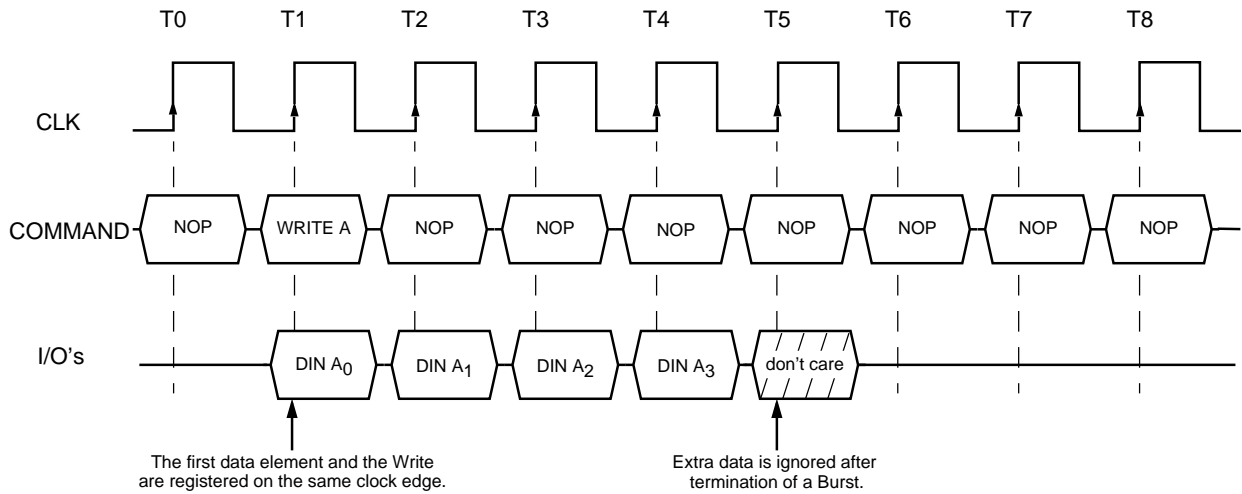 T0 T1 T2 T3 T4 T5 T6 T7 T8
CLK
COMMAND NOP WRITE A NOP NOP NOP NOP NOP NOP NOP
I/O's DIN A0 DIN A1 DIN A2 DIN A3 don't care
The first data element and the Write
are registered on the same clock edge.
Extra data is ignored after
termination of a Burst.